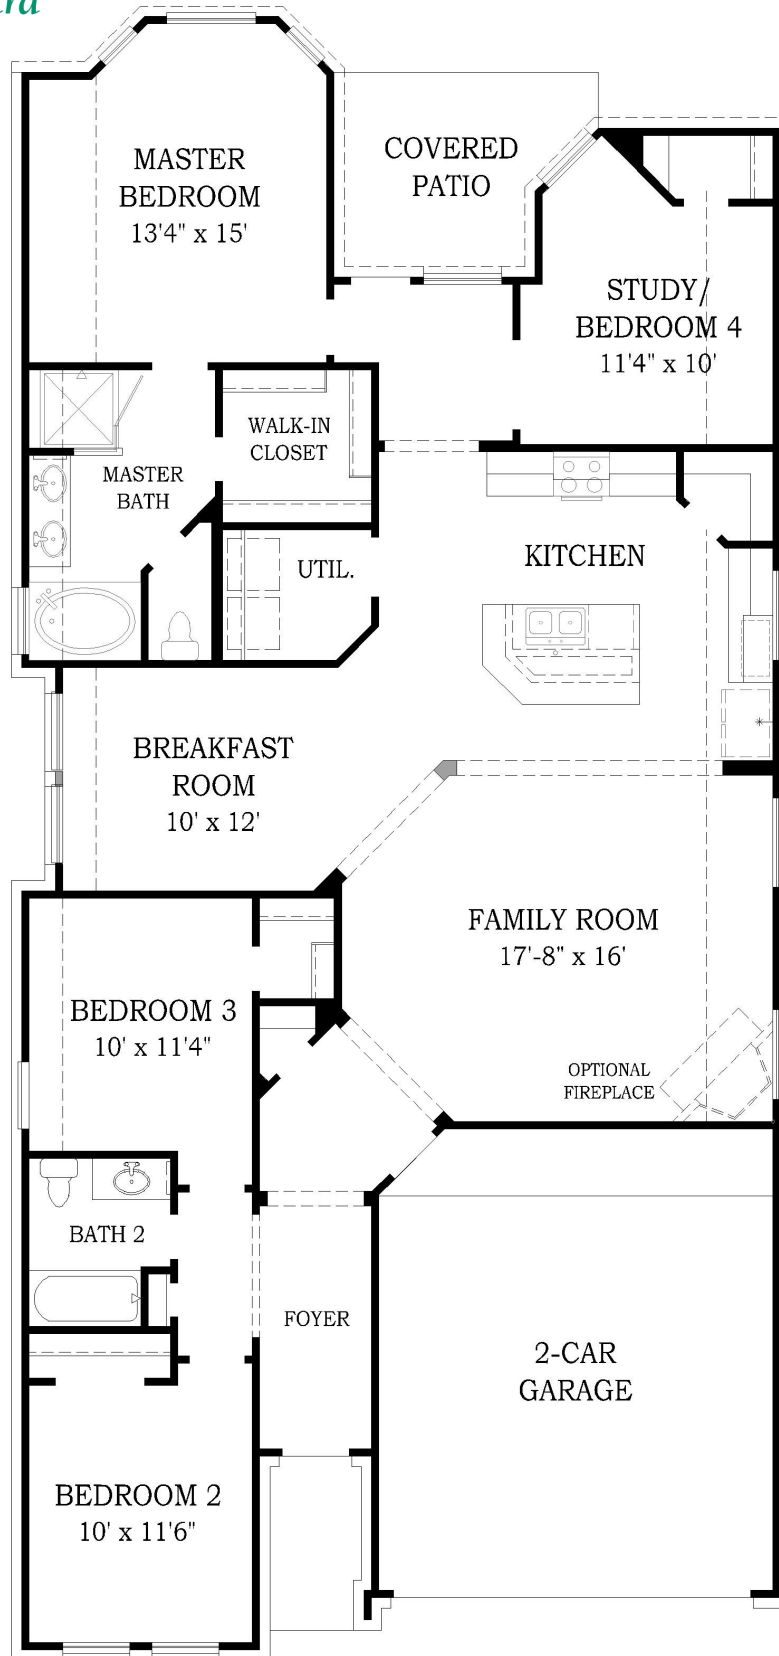 MASTER
BEDROOM
13'4" x 15'
COVERED
PATIO
STUDY/
BEDROOM 4
11'4" x 10'
WALK-IN
CLOSET
MASTER
BATH
UTIL.
KITCHEN
BREAKFAST
ROOM
10' x 12'
FAMILY ROOM
17'-8" x 16'
BEDROOM 3
10' x 11'4"
OPTIONAL
FIREPLACE
BATH 2
FOYER
2-CAR
GARAGE
BEDROOM 2
10' x 11'6"